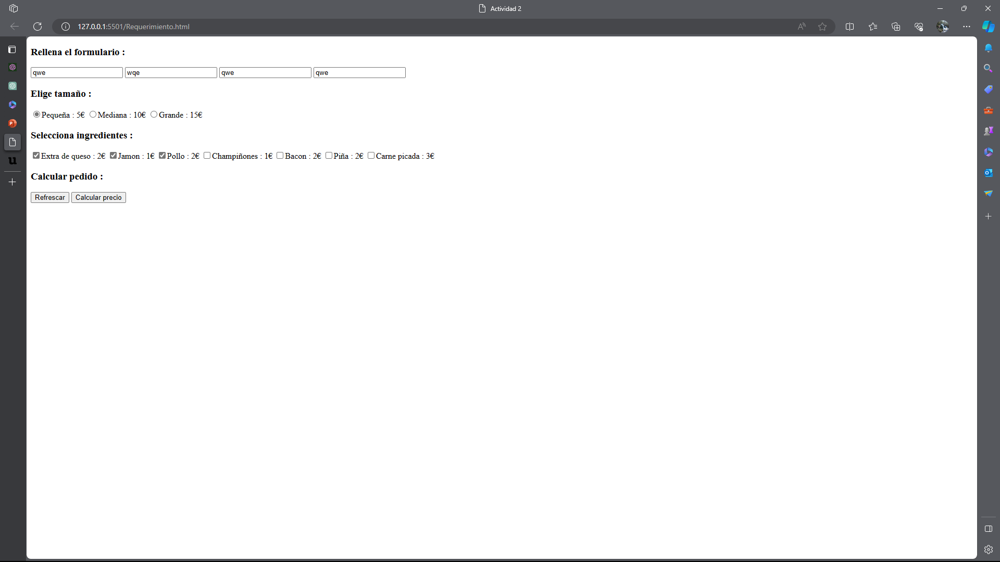 Actividad 2
127.0.0.1:5501/Requerimiento.html
Rellena el formulario :
qwe wqe qwe qwe
Elige tamaño :
Pequeña : 5€ Mediana : 10€ Grande : 15€
Selecciona ingredientes :
Extra de queso : 2€ Jamon : 1€ Pollo : 2€ Champiñones : 1€ Bacon : 2€ Piña : 2€ Carne picada : 3€
Calcular pedido :
Refrescar Calcular precio